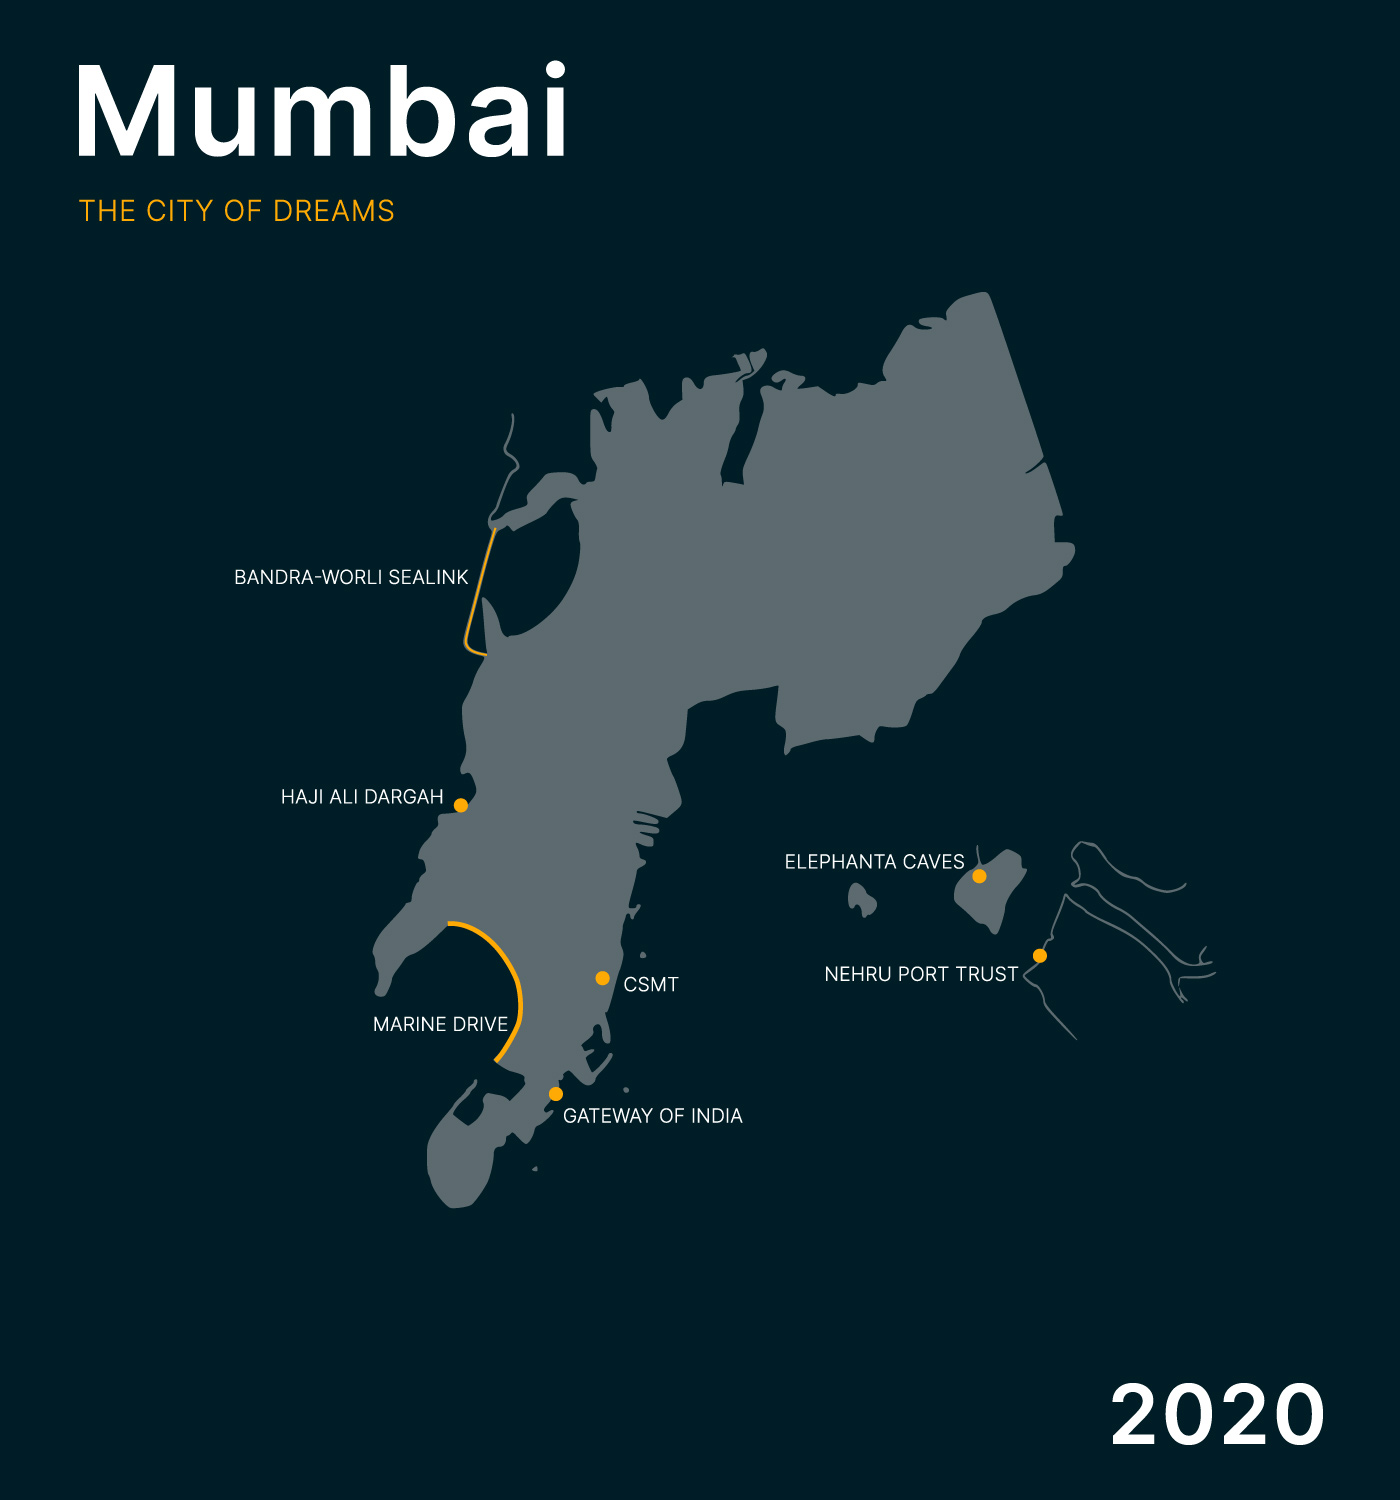 Mumbai
THE CITY OF DREAMS
BANDRA-WORLI SEALINK
HAJI ALI DARGAH
ELEPHANTA CAVES
NEHRU PORT TRUST
CSMT
MARINE DRIVE
GATEWAY OF INDIA
2020